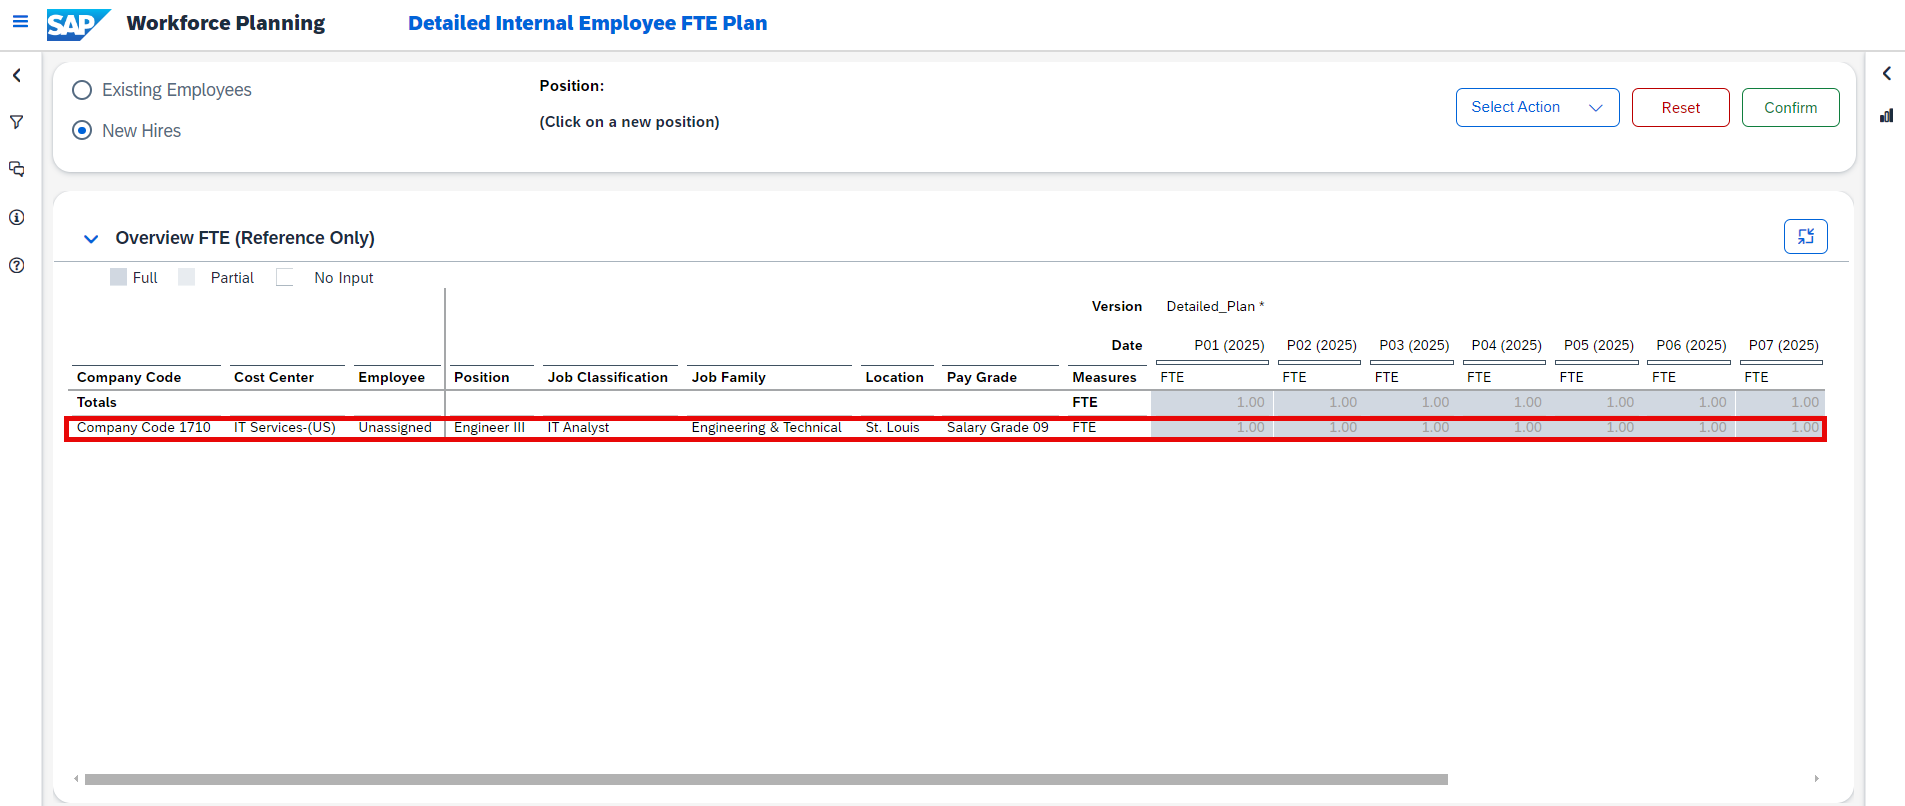 SAP Workforce Planning Detailed Internal Employee FTE Plan
Existing Employees
New Hires
Position:
(Click on a new position)
Select Action Reset Confirm
Overview FTE (Reference Only)
Full Partial No Input
Version Detailed_Plan *
Date P01 (2025) P02 (2025) P03 (2025) P04 (2025) P05 (2025) P06 (2025) P07 (2025)
Company Code Cost Center Employee Position Job Classification Job Family Location Pay Grade Measures FTE FTE FTE FTE FTE FTE FTE
Totals FTE 1.00 1.00 1.00 1.00 1.00 1.00 1.00
Company Code 1710 IT Services-(US) Unassigned Engineer III IT Analyst Engineering & Technical St. Louis Salary Grade 09 FTE 1.00 1.00 1.00 1.00 1.00 1.00 1.00